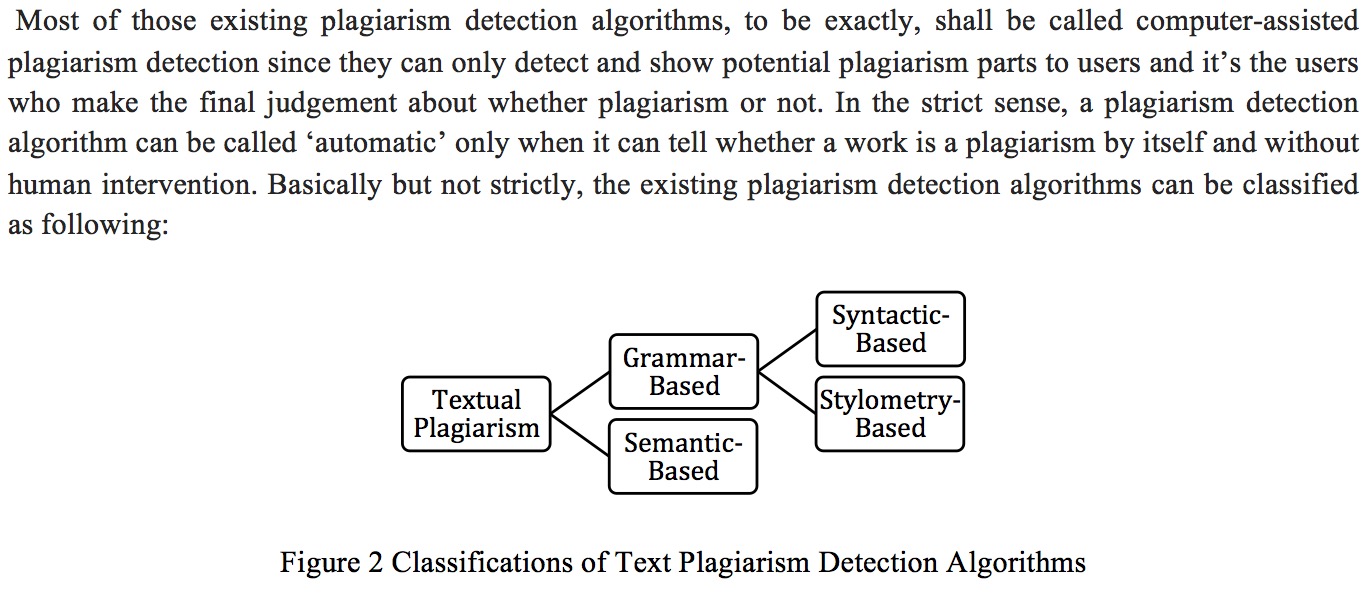 Most of those existing plagiarism detection algorithms, to be exactly, shall be called computer-assisted
plagiarism detection since they can only detect and show potential plagiarism parts to users and it’s the users
who make the final judgement about whether plagiarism or not. In the strict sense, a plagiarism detection
algorithm can be called ‘automatic’ only when it can tell whether a work is a plagiarism by itself and without
human intervention. Basically but not strictly, the existing plagiarism detection algorithms can be classified
as following:
Textual
Plagiarism
Grammar-
Based
Semantic-
Based
Syntactic-
Based
Stylometry-
Based
Figure 2 Classifications of Text Plagiarism Detection Algorithms